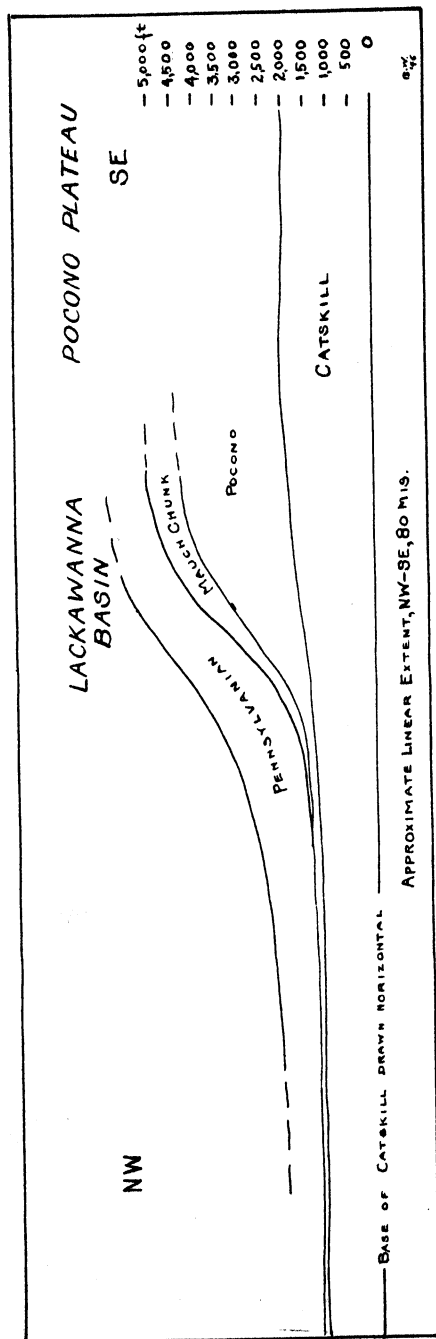 POCONO PLATEAU
LACKAWANNA
BASIN
NW
SE
5,000ft
4,500
4,000
3,500
3,000
2,500
2,000
1,500
1,000
500
0
PENNSYLVANIAN
MAUCH CHUNK
POCONO
CATSKILL
BASE OF CATSKILL DRAWN HORIZONTAL
APPROXIMATE LINEAR EXTENT, NW-SE, 80 MIS.
B.W.
'46